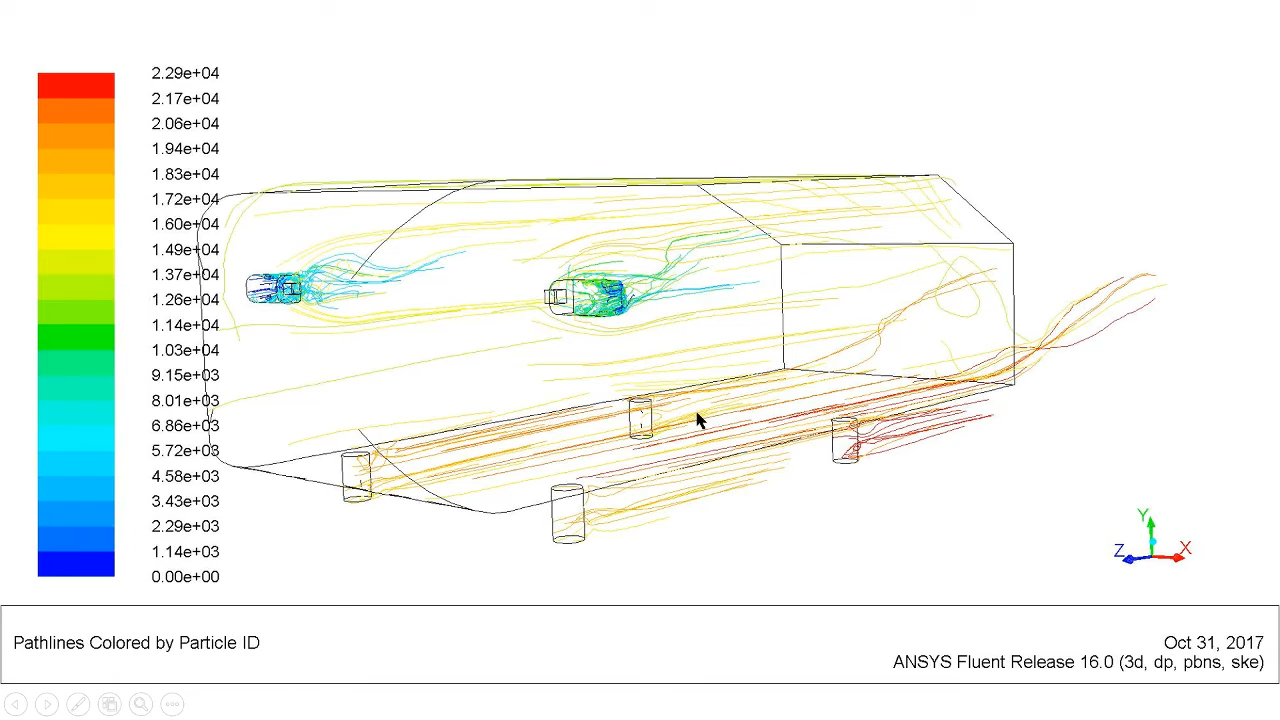 2.29e+04
2.17e+04
2.06e+04
1.94e+04
1.83e+04
1.72e+04
1.60e+04
1.49e+04
1.37e+04
1.26e+04
1.14e+04
1.03e+04
9.15e+03
8.01e+03
6.86e+03
5.72e+03
4.58e+03
3.43e+03
2.29e+03
1.14e+03
0.00e+00
Y
Z X
Pathlines Colored by Particle ID
Oct 31, 2017
ANSYS Fluent Release 16.0 (3d, dp, pbns, ske)